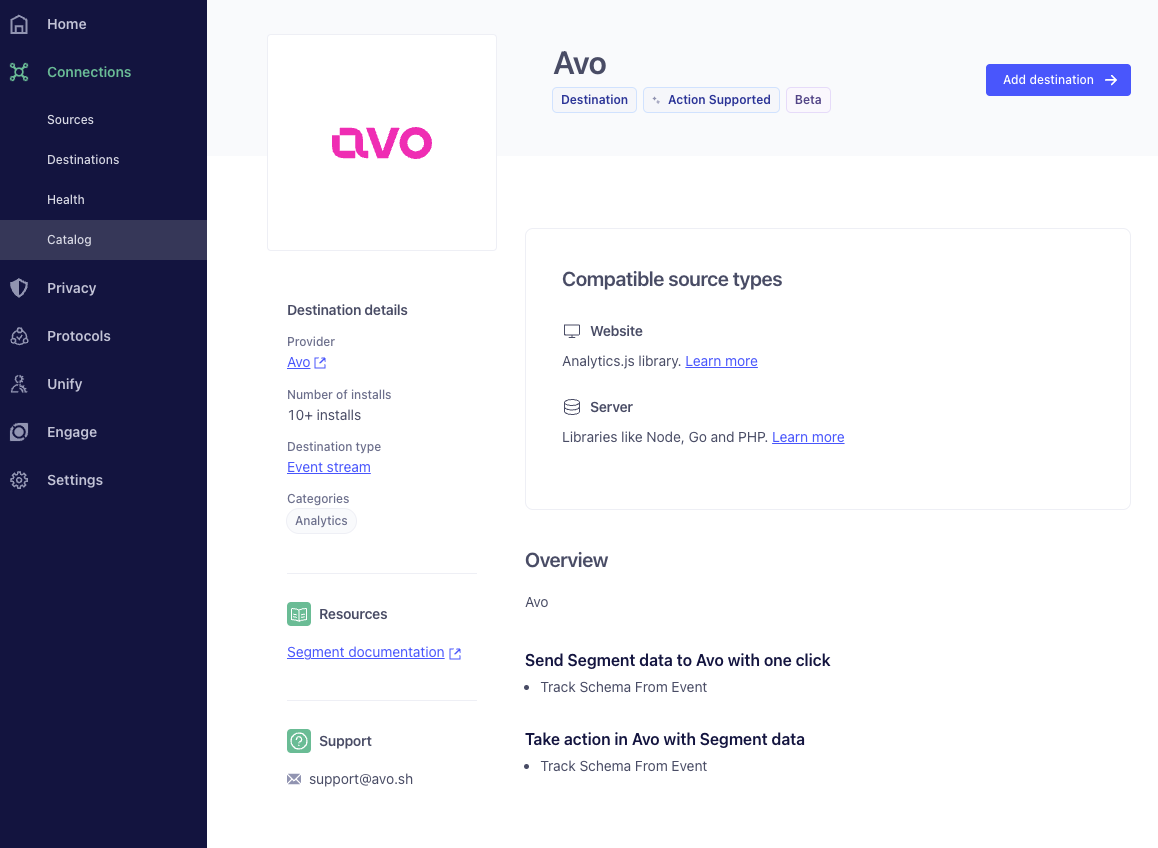 Home
Connections
Sources
Destinations
Health
Catalog
Privacy
Protocols
Unify
Engage
Settings
avo
Avo
Destination
Action Supported
Beta
Add destination
Destination details
Provider
Avo
Number of installs
10+ installs
Destination type
Event stream
Categories
Analytics
Resources
Segment documentation
Support
support@avo.sh
Compatible source types
Website
Analytics.js library. Learn more
Server
Libraries like Node, Go and PHP. Learn more
Overview
Avo
Send Segment data to Avo with one click
• Track Schema From Event
Take action in Avo with Segment data
• Track Schema From Event